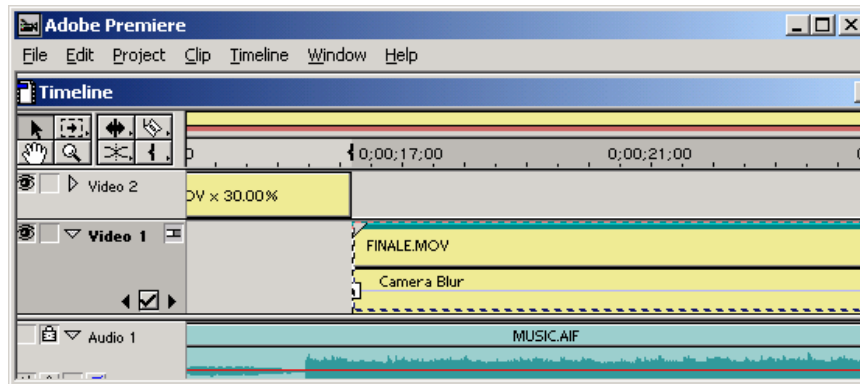 Adobe Premiere
File Edit Project Clip Timeline Window Help
Timeline
0;00;17;00 0;00;21;00
Video 2
OV x 30.00%
Video 1
FINALE.MOV
Camera Blur
Audio 1
MUSIC.AIF